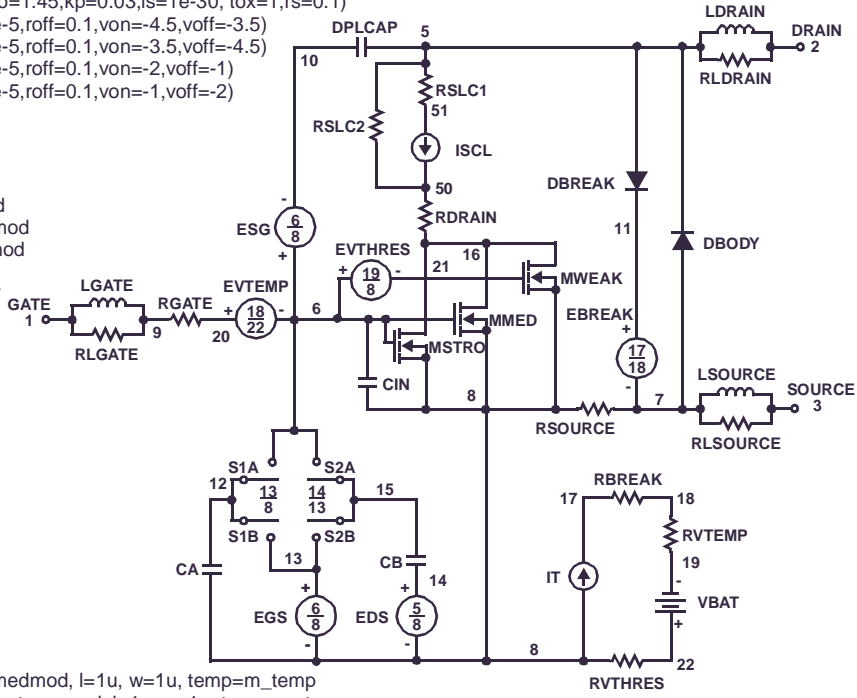 o=1.45,kp=0.03,is=1e-30, tox=1,rs=0.1)
e-5,roff=0.1,von=-4.5,voff=-3.5)
e-5,roff=0.1,von=-3.5,voff=-4.5)
e-5,roff=0.1,von=-2,voff=-1)
e-5,roff=0.1,von=-1,voff=-2)
LDRAIN
DPLCAP
5
DRAIN
2
10
RLDRAIN
RSLC1
51
RSLC2
ISCL
50
DBREAK
d
mod
mod
ESG
-
6
8
+
RDRAIN
11
DBODY
EVTHRES
16
21
+
19
8
-
MWEAK
LGATE
EVTEMP
GATE
1
RGATE
+
18
22
-
6
MMED
EBREAK
+
9
20
MSTRO
17
18
-
RLGATE
CIN
LSOURCE
SOURCE
3
8
7
RSOURCE
RLSOURCE
S1A
S2A
12
13
8
14
13
15
RBREAK
17
18
S1B
S2B
RVTEMP
13
CB
19
CA
14
IT
-
VBAT
+
+
EGS
6
8
-
+
EDS
5
8
-
8
22
RVTHRES
medmod, l=1u, w=1u, temp=m_temp